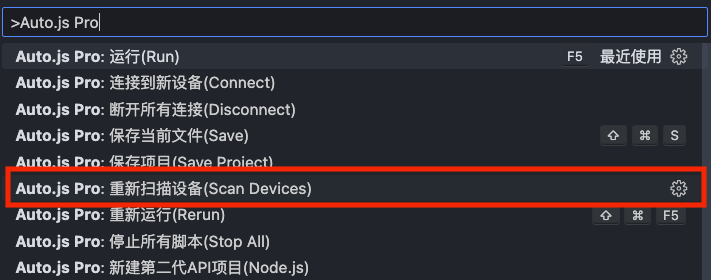 >Auto.js Pro
Auto.js Pro: 运行(Run) F5 最近使用
Auto.js Pro: 连接到新设备(Connect)
Auto.js Pro: 断开所有连接(Disconnect)
Auto.js Pro: 保存当前文件(Save) ⇧ ⌘ S
Auto.js Pro: 保存项目(Save Project)
Auto.js Pro: 重新扫描设备(Scan Devices)
Auto.js Pro: 重新运行(Rerun) ⇧ ⌘ F5
Auto.js Pro: 停止所有脚本(Stop All)
Auto.js Pro: 新建第二代API项目(Node.js)